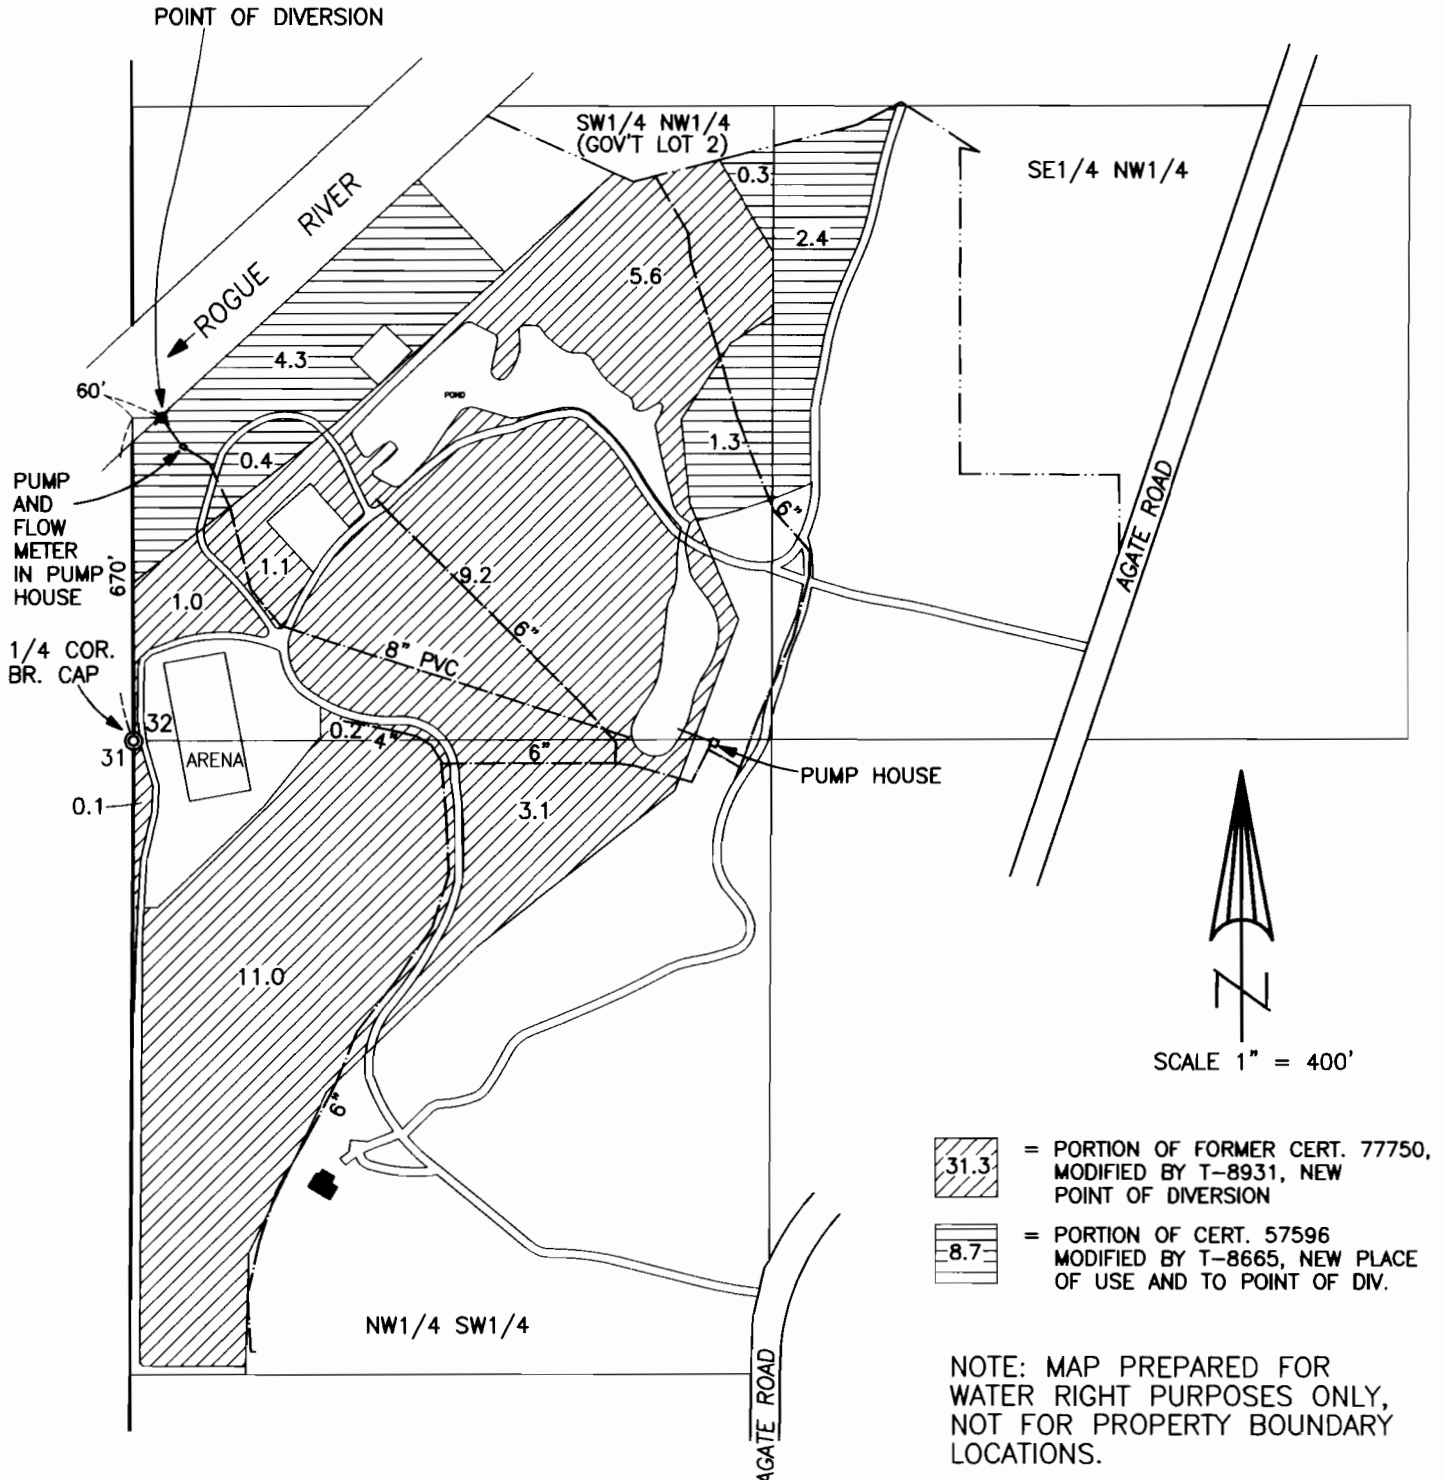 POINT OF DIVERSION
SW1/4 NW1/4
(GOV'T LOT 2)
SE1/4 NW1/4
0.3
2.4
ROGUE RIVER
5.6
4.3
60'
POND
1.3
0.4
6"
AGATE ROAD
PUMP
AND
FLOW
METER
IN PUMP
HOUSE
670'
1.1
9.2
1.0
6"
8" PVC
1/4 COR.
BR. CAP
32
31
0.2
4"
6"
ARENA
PUMP HOUSE
0.1
3.1
11.0
N
SCALE 1" = 400'
6"
31.3
= PORTION OF FORMER CERT. 77750,
MODIFIED BY T-8931, NEW
POINT OF DIVERSION
8.7
= PORTION OF CERT. 57596
MODIFIED BY T-8665, NEW PLACE
OF USE AND TO POINT OF DIV.
NW1/4 SW1/4
AGATE ROAD
NOTE: MAP PREPARED FOR
WATER RIGHT PURPOSES ONLY,
NOT FOR PROPERTY BOUNDARY
LOCATIONS.